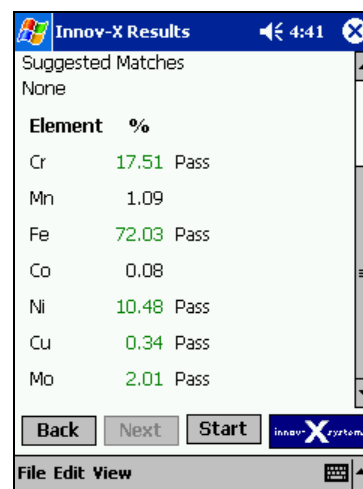 Innov-X Results 4:41
Suggested Matches
None
Element %
Cr 17.51 Pass
Mn 1.09
Fe 72.03 Pass
Co 0.08
Ni 10.48 Pass
Cu 0.34 Pass
Mo 2.01 Pass
Back Next Start innov-X systems
File Edit View